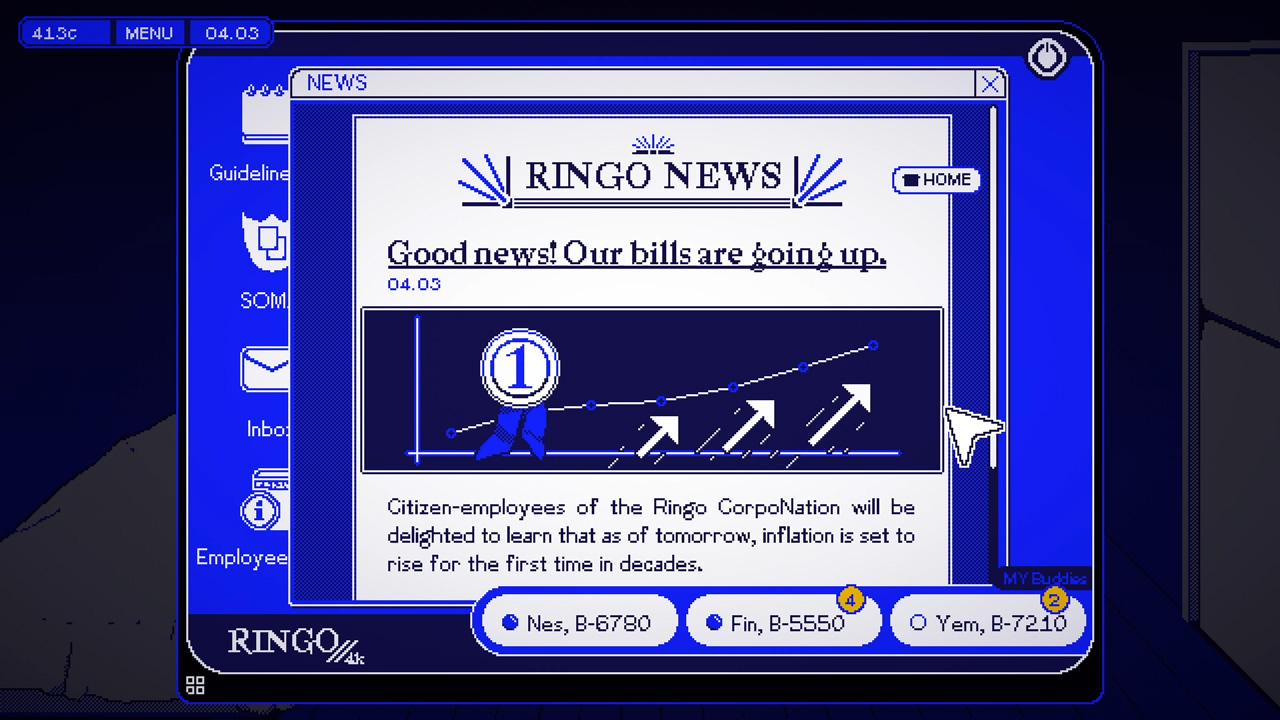 413c MENU 04.03
NEWS
RINGO NEWS
HOME
Guideline
Good news! Our bills are going up.
04.03
SOM
1
Inbo
Citizen-employees of the Ringo CorpoNation will be
delighted to learn that as of tomorrow, inflation is set to
rise for the first time in decades.
Employee
MY Buddies
4
2
Nes, B-6780
Fin, B-5550
Yem, B-7210
RINGO//4k